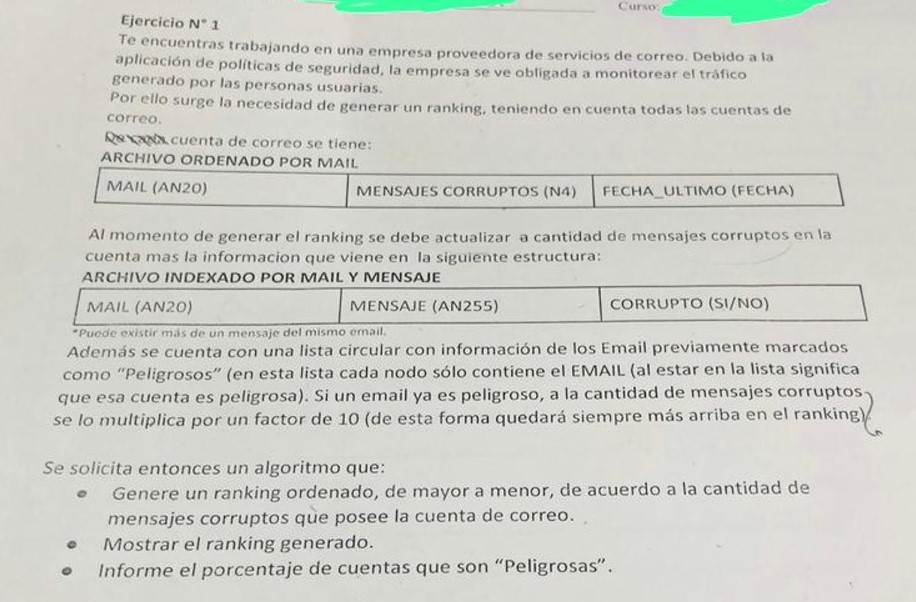 Curso:
Ejercicio N° 1
Te encuentras trabajando en una empresa proveedora de servicios de correo. Debido a la
aplicación de políticas de seguridad, la empresa se ve obligada a monitorear el tráfico
generado por las personas usuarias.
Por ello surge la necesidad de generar un ranking, teniendo en cuenta todas las cuentas de
correo.
cuenta de correo se tiene:
ARCHIVO ORDENADO POR MAIL
MAIL (AN20) MENSAJES CORRUPTOS (N4) FECHA_ULTIMO (FECHA)
Al momento de generar el ranking se debe actualizar a cantidad de mensajes corruptos en la
cuenta mas la informacion que viene en la siguiente estructura:
ARCHIVO INDEXADO POR MAIL Y MENSAJE
MAIL (AN20) MENSAJE (AN255) CORRUPTO (SI/NO)
*Puede existir más de un mensaje del mismo email.
Además se cuenta con una lista circular con información de los Email previamente marcados
como “Peligrosos” (en esta lista cada nodo sólo contiene el EMAIL (al estar en la lista significa
que esa cuenta es peligrosa). Si un email ya es peligroso, a la cantidad de mensajes corruptos
se lo multiplica por un factor de 10 (de esta forma quedará siempre más arriba en el ranking).
Se solicita entonces un algoritmo que:
• Genere un ranking ordenado, de mayor a menor, de acuerdo a la cantidad de
mensajes corruptos que posee la cuenta de correo.
• Mostrar el ranking generado.
• Informe el porcentaje de cuentas que son “Peligrosas”.